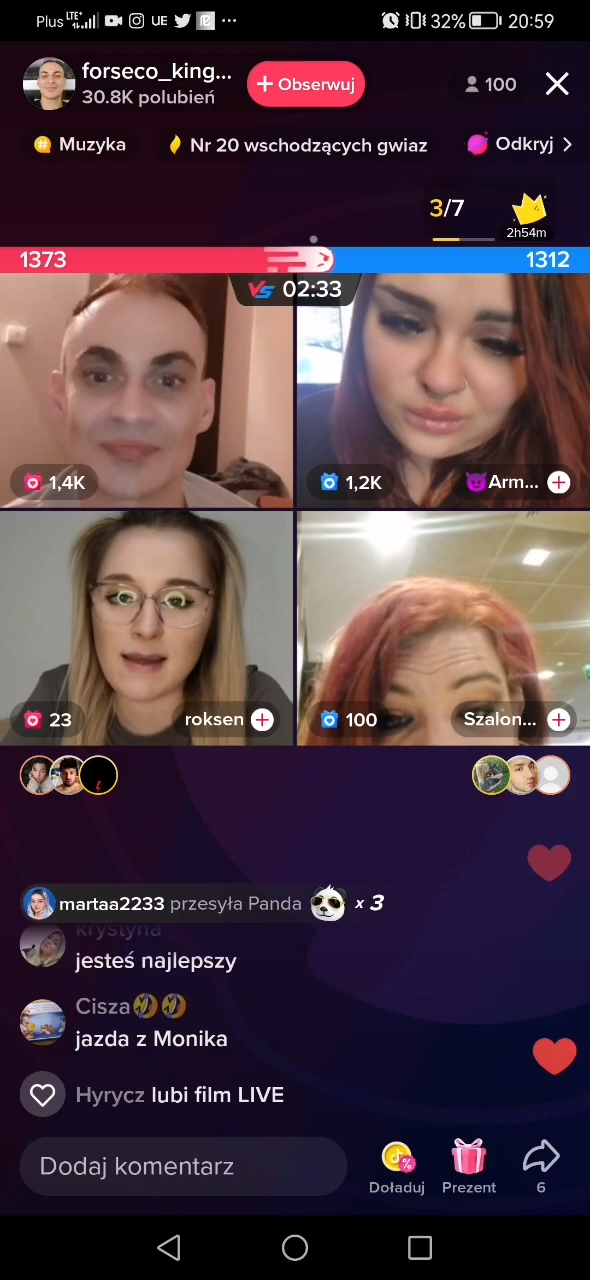 Plus LTE+ UE 32% 20:59
forseco_king...
30.8K polubień
+ Obserwuj
100
Muzyka
Nr 20 wschodzących gwiaz
Odkryj
3/7
2h54m
1373
1312
VS 02:33
1,4K
1,2K
Arm...
23
roksen
100
Szalon...
martaa2233 przesyła Panda x 3
krystyna
jesteś najlepszy
Cisza
jazda z Monika
Hyrycz lubi film LIVE
Dodaj komentarz
Doładuj
Prezent
6